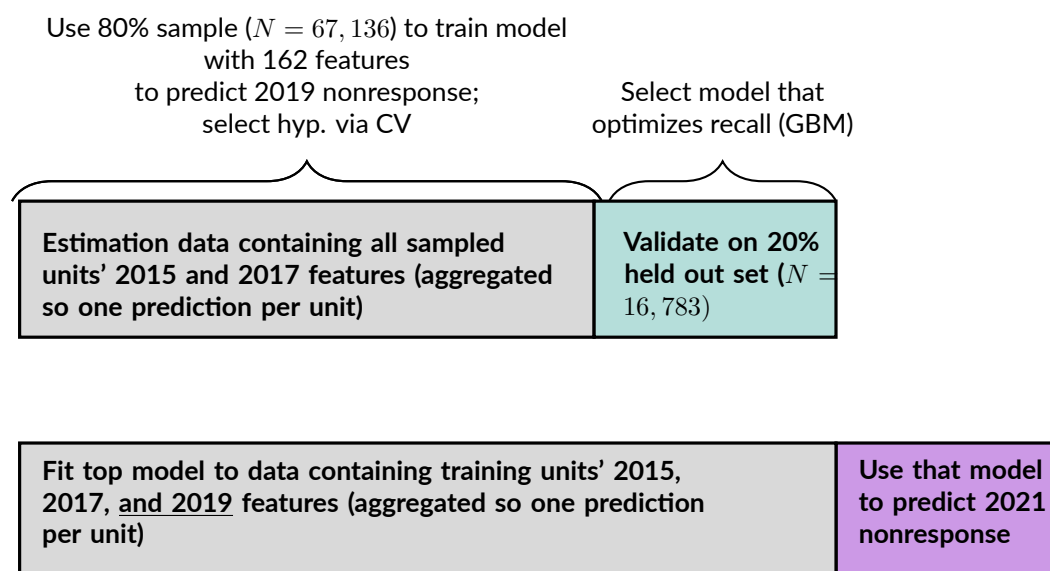 Use 80% sample (N = 67, 136) to train model
with 162 features
to predict 2019 nonresponse;
select hyp. via CV
Select model that
optimizes recall (GBM)
Estimation data containing all sampled
units' 2015 and 2017 features (aggregated
so one prediction per unit)
Validate on 20%
held out set (N =
16, 783)
Fit top model to data containing training units' 2015,
2017, and 2019 features (aggregated so one prediction
per unit)
Use that model
to predict 2021
nonresponse